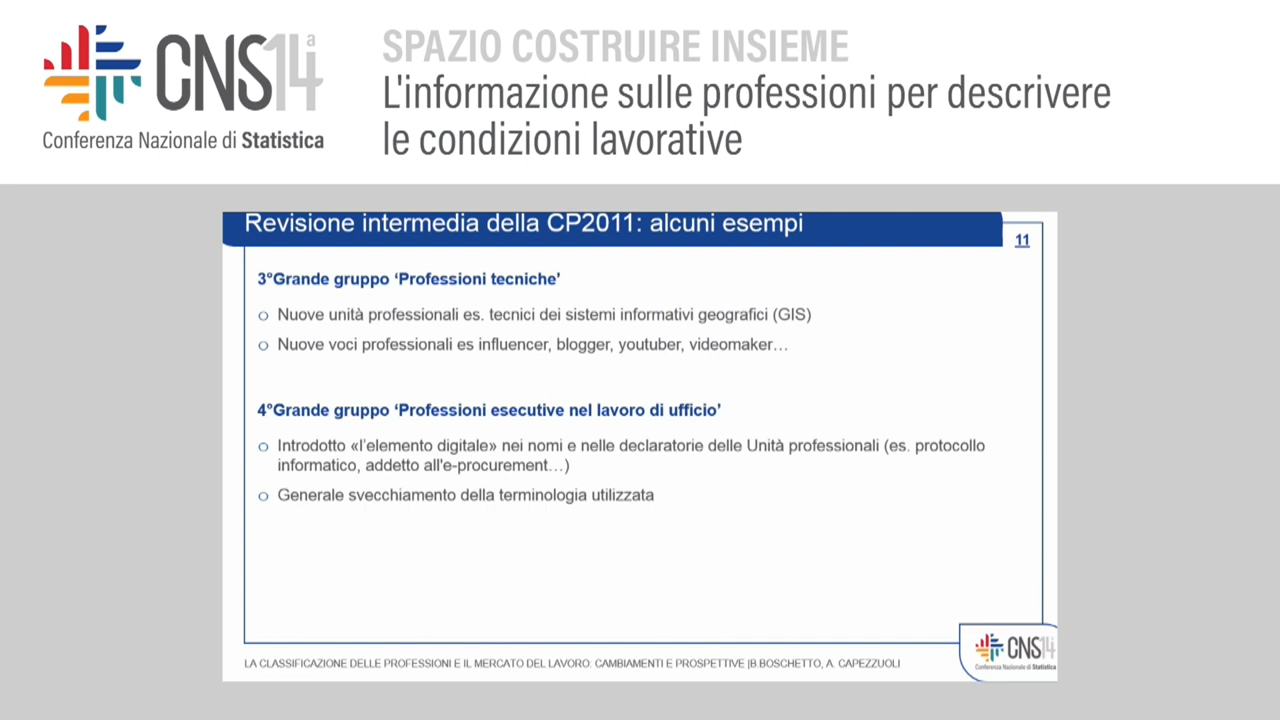 CNS14ª
Conferenza Nazionale di Statistica
SPAZIO COSTRUIRE INSIEME
L'informazione sulle professioni per descrivere
le condizioni lavorative
Revisione intermedia della CP2011: alcuni esempi
11
3°Grande gruppo ‘Professioni tecniche’
o Nuove unità professionali es. tecnici dei sistemi informativi geografici (GIS)
o Nuove voci professionali es influencer, blogger, youtuber, videomaker…
4°Grande gruppo ‘Professioni esecutive nel lavoro di ufficio’
o Introdotto «l’elemento digitale» nei nomi e nelle declaratorie delle Unità professionali (es. protocollo
informatico, addetto all'e-procurement…)
o Generale svecchiamento della terminologia utilizzata
LA CLASSIFICAZIONE DELLE PROFESSIONI E IL MERCATO DEL LAVORO: CAMBIAMENTI E PROSPETTIVE |B.BOSCHETTO, A. CAPEZZUOLI
CNS14
Conferenza Nazionale di Statistica